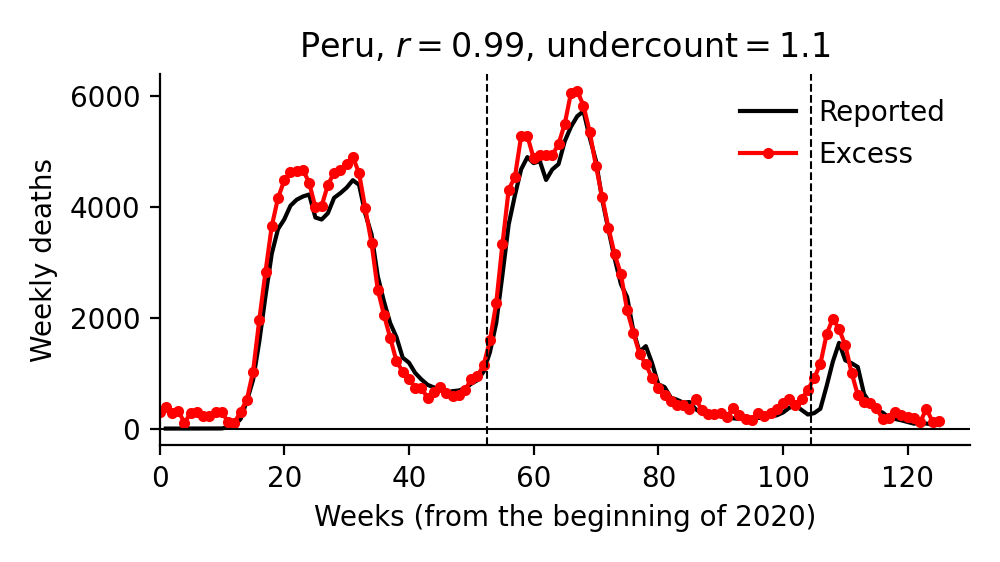 Peru, r = 0.99, undercount = 1.1
Weekly deaths
6000
4000
2000
0
Reported
Excess
0 20 40 60 80 100 120
Weeks (from the beginning of 2020)